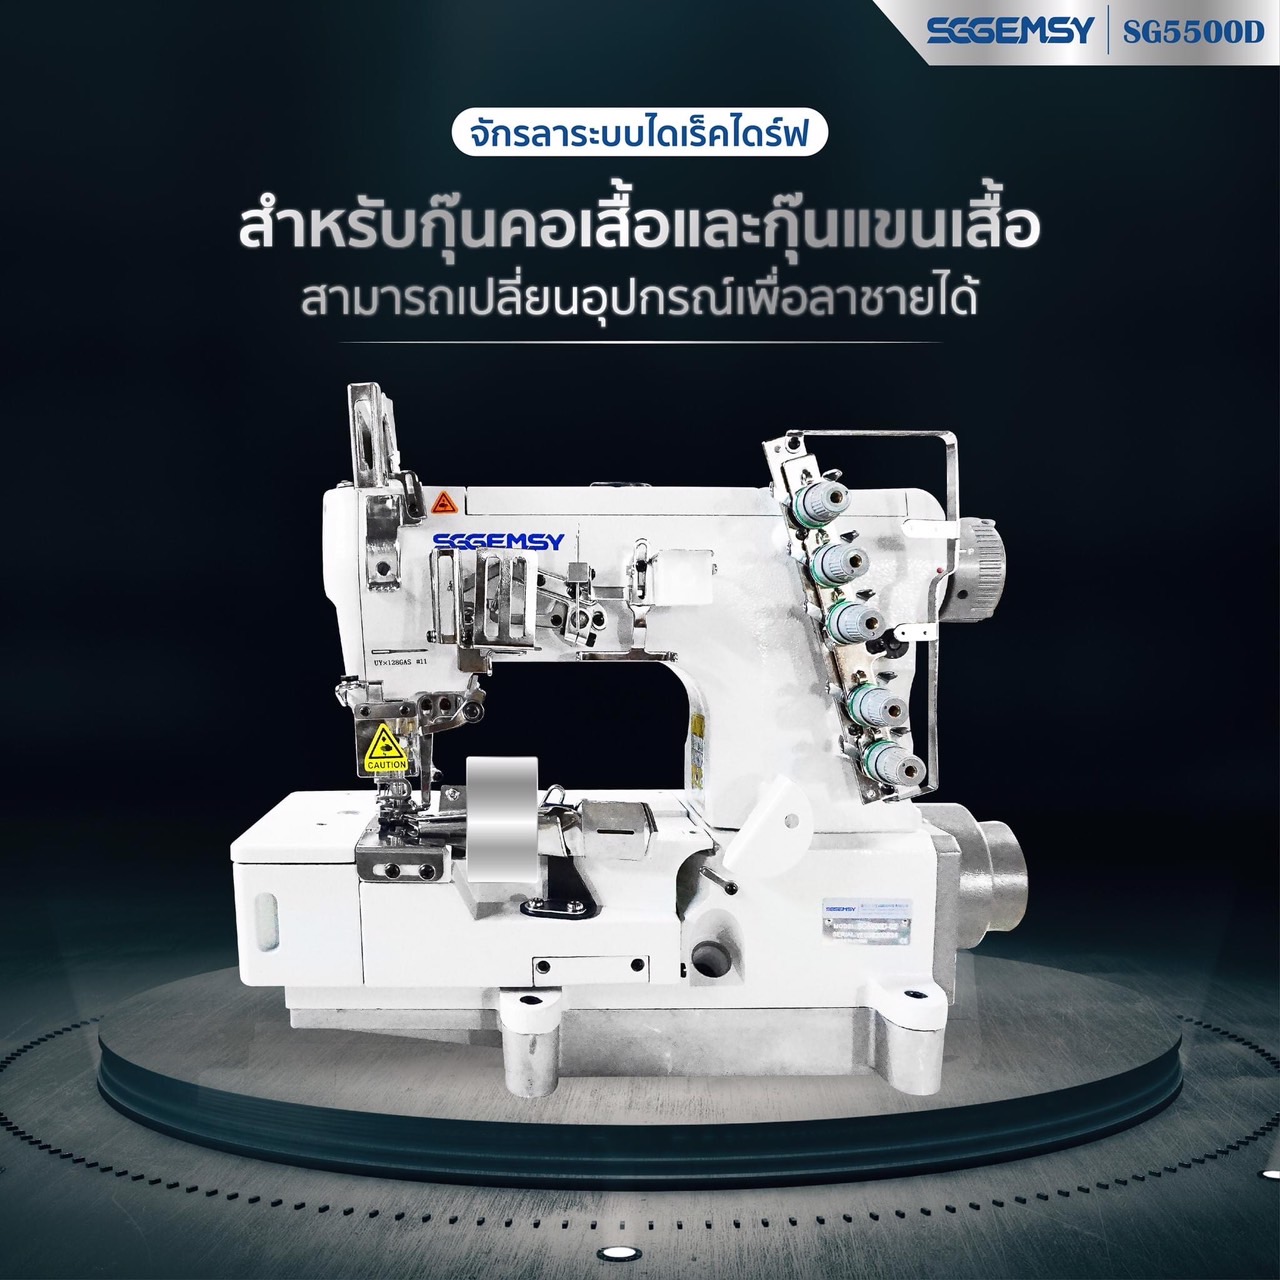 SGGEMSY | SG5500D
จักรลาระบบไดเร็คไดร์ฟ
สำหรับกุ๊นคอเสื้อและกุ๊นแขนเสื้อ
สามารถเปลี่ยนอุปกรณ์เพื่อลาชายได้
SGGEMSY
UY×128GAS #11
CAUTION
SGGEMSY